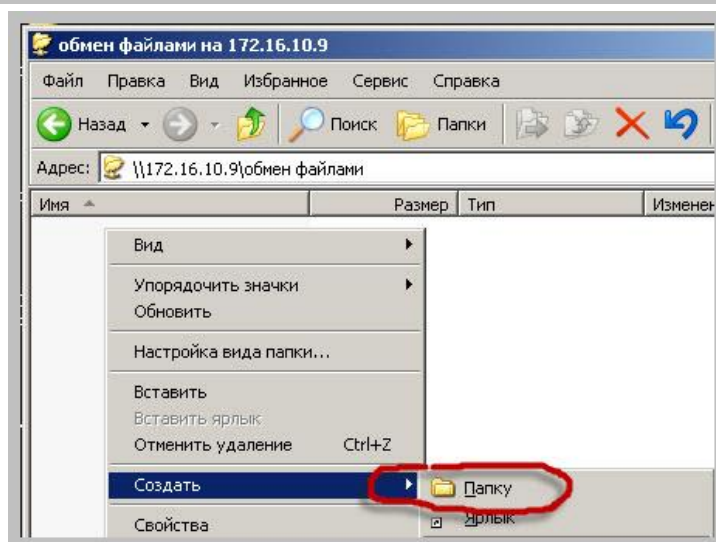 обмен файлами на 172.16.10.9
Файл Правка Вид Избранное Сервис Справка
Назад Поиск Папки
Адрес: \\172.16.10.9\обмен файлами
Имя Размер Тип Изменен
Вид
Упорядочить значки
Обновить
Настройка вида папки...
Вставить
Вставить ярлык
Отменить удаление Ctrl+Z
Создать Папку
Свойства Ярлык